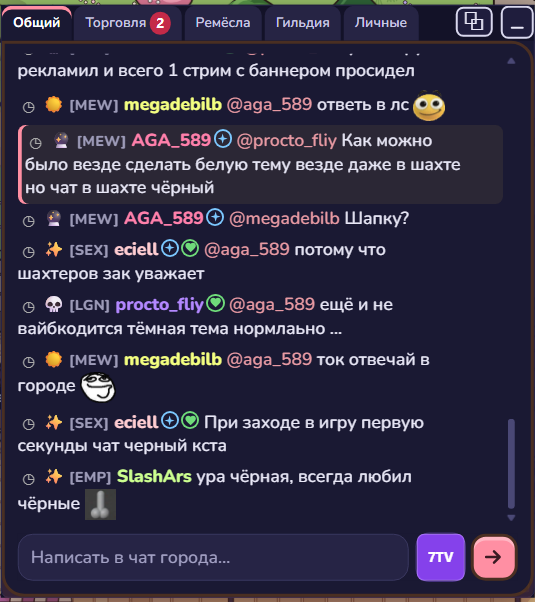 Общий
Торговля 2
Ремёсла
Гильдия
Личные
рекламил и всего 1 стрим с баннером просидел
[MEW] megadebilb @aga_589 ответь в лс
[MEW] AGA_589 @procto_fliy Как можно
было везде сделать белую тему везде даже в шахте
но чат в шахте чёрный
[MEW] AGA_589 @megadebilb Шапку?
[SEX] eciell @aga_589 потому что
шахтеров зак уважает
[LGN] procto_fliy @aga_589 ещё и не
вайбкодится тёмная тема нормлаьно ...
[MEW] megadebilb @aga_589 ток отвечай в
городе
[SEX] eciell При заходе в игру первую
секунды чат черный кста
[EMP] SlashArs ура чёрная, всегда любил
чёрные
Написать в чат города...
7TV